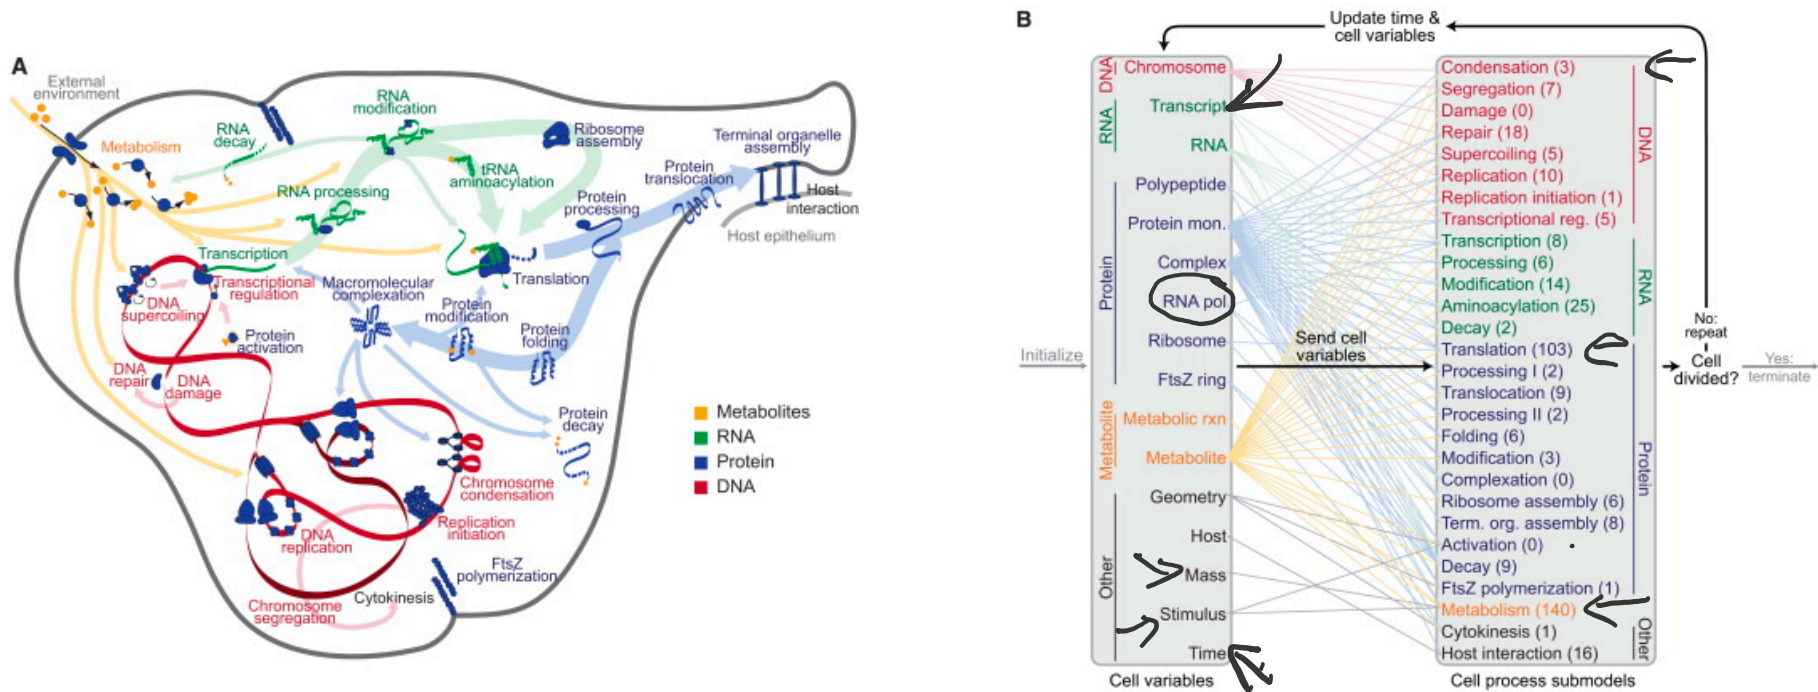 A
External
environment
Metabolism
RNA
decay
RNA
modification
Ribosome
assembly
tRNA
aminoacylation
RNA processing
Terminal organelle
assembly
Protein
translocation
Protein
processing
Host
interaction
Host epithelium
Transcription
Transcriptional
regulation
Translation
Macromolecular
complexation
DNA
supercoiling
Protein
modification
Protein
activation
Protein
folding
DNA
repair
DNA
damage
Protein
decay
Metabolites
RNA
Protein
DNA
Chromosome
condensation
Replication
initiation
DNA
replication
FtsZ
polymerization
Chromosome
segregation
Cytokinesis
B
Update time &
cell variables
Initialize
DNA
Chromosome
RNA
Transcript
RNA
Protein
Polypeptide
Protein mon.
Complex
RNA pol
Ribosome
FtsZ ring
Metabolite
Metabolic rxn
Metabolite
Other
Geometry
Host
Mass
Stimulus
Time
Cell variables
Send cell
variables
Condensation (3)
Segregation (7)
Damage (0)
Repair (18)
Supercoiling (5)
Replication (10)
Replication initiation (1)
Transcriptional reg. (5)
DNA
Transcription (8)
Processing (6)
Modification (14)
Aminoacylation (25)
Decay (2)
RNA
Translation (103)
Processing I (2)
Translocation (9)
Processing II (2)
Folding (6)
Modification (3)
Complexation (0)
Ribosome assembly (6)
Term. org. assembly (8)
Activation (0)
Decay (9)
FtsZ polymerization (1)
Protein
Metabolism (140)
Cytokinesis (1)
Host interaction (16)
Other
Cell process submodels
No:
repeat
Cell
divided?
Yes:
terminate